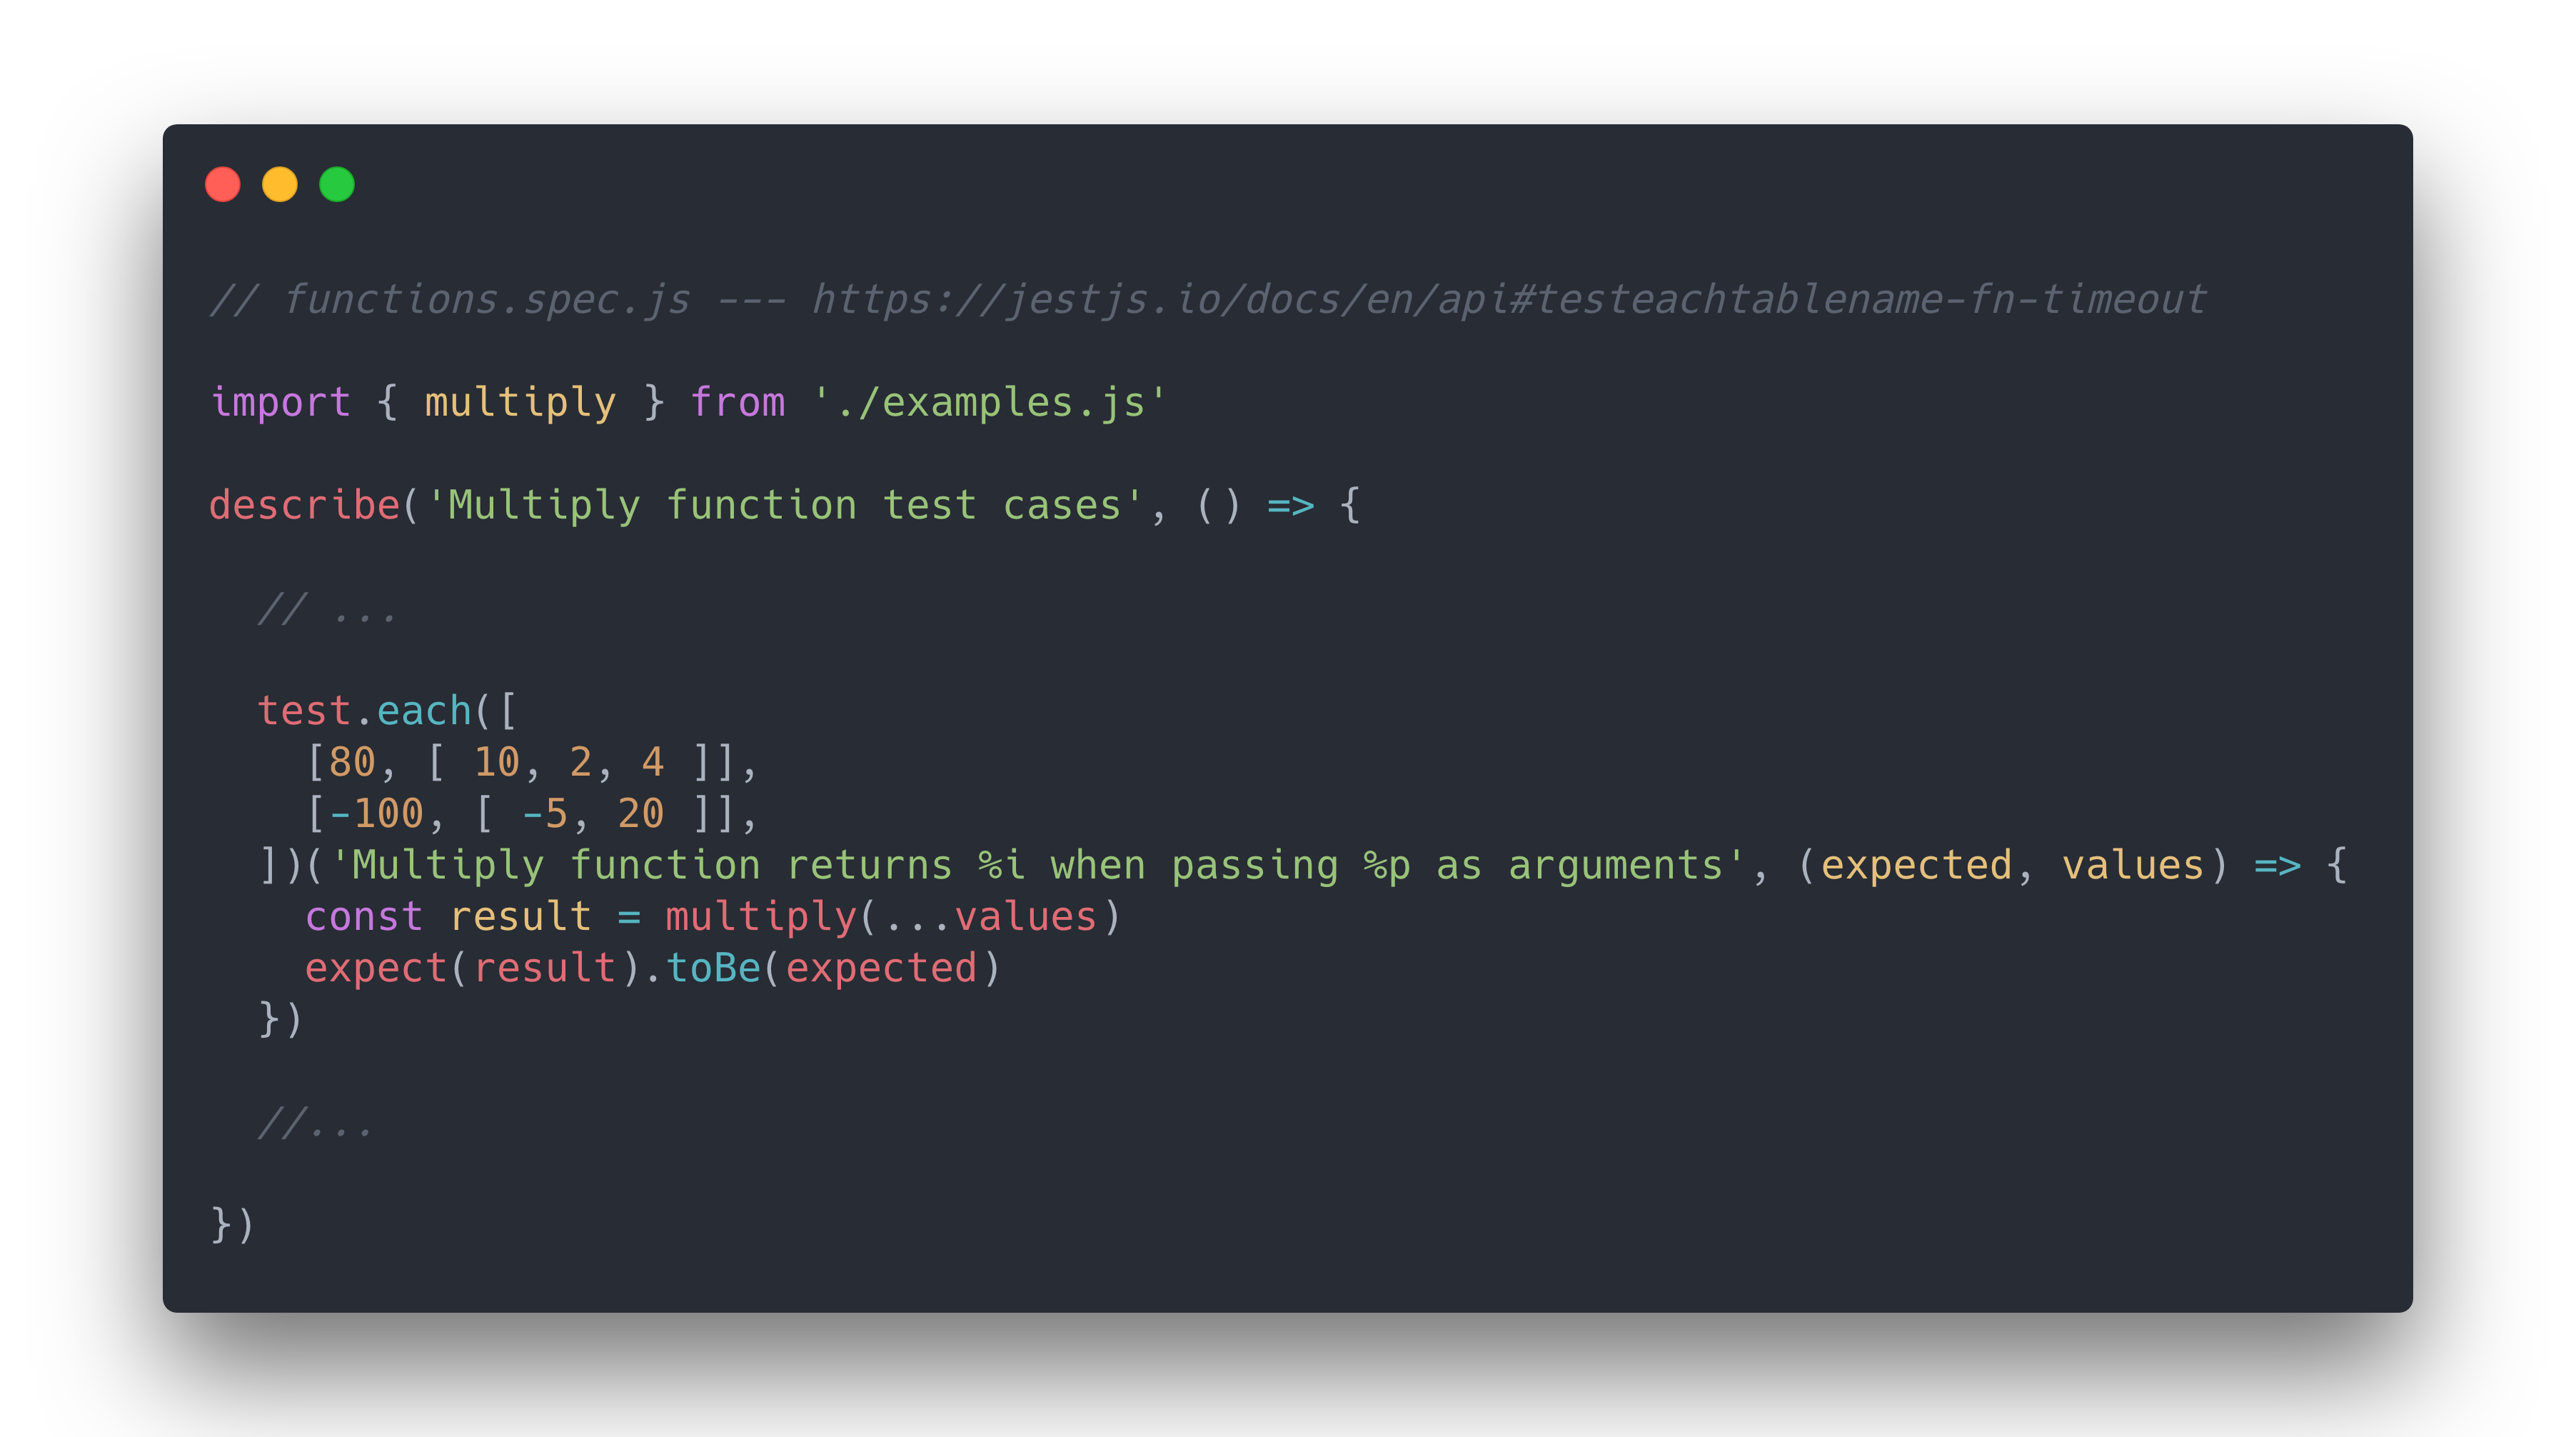 // functions.spec.js --- https://jestjs.io/docs/en/api#testeachtablename-fn-timeout
import { multiply } from './examples.js'
describe('Multiply function test cases', () => {
// ...
test.each([
[80, [ 10, 2, 4 ]],
[-100, [ -5, 20 ]],
])('Multiply function returns %i when passing %p as arguments', (expected, values) => {
const result = multiply(...values)
expect(result).toBe(expected)
})
//...
})